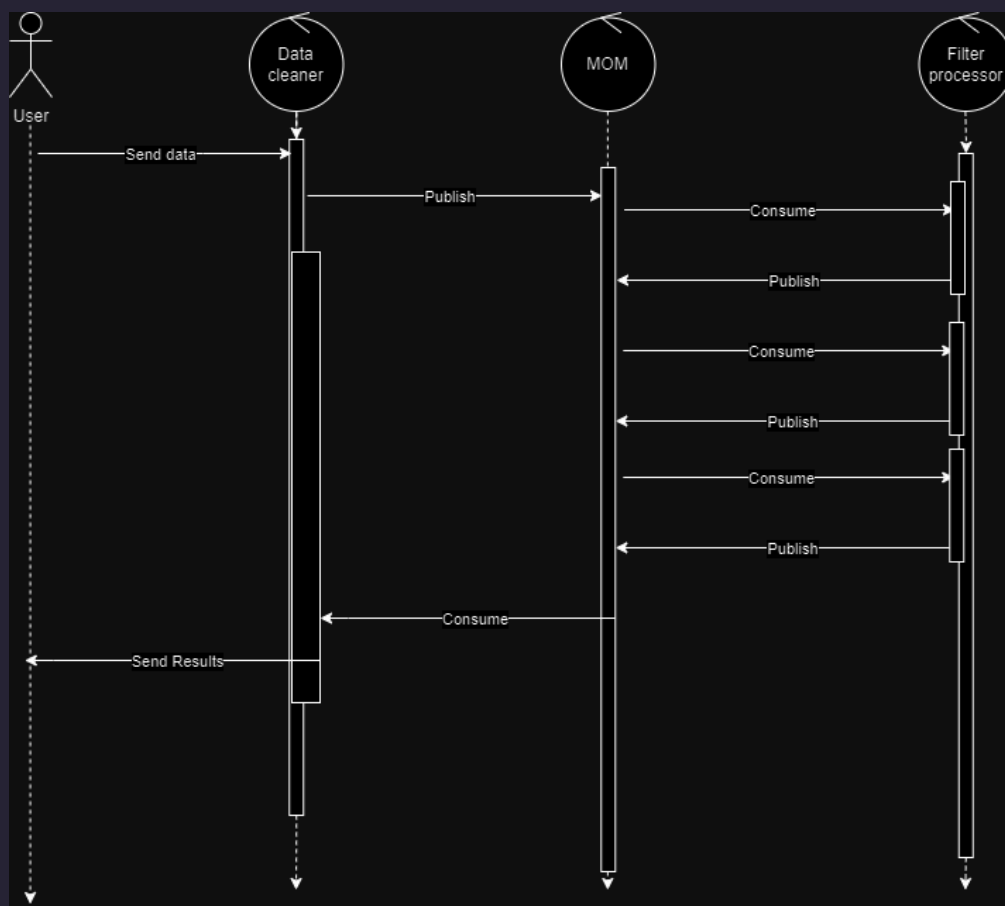 Data
cleaner
MOM
Filter
processor
User
Send data
Publish
Consume
Publish
Consume
Publish
Consume
Publish
Consume
Send Results